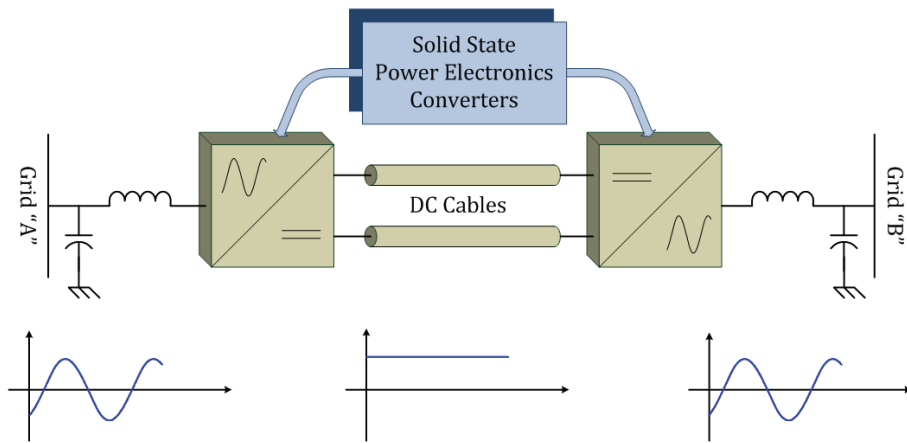 Solid State
Power Electronics
Converters
Grid “A”
DC Cables
Grid “B”